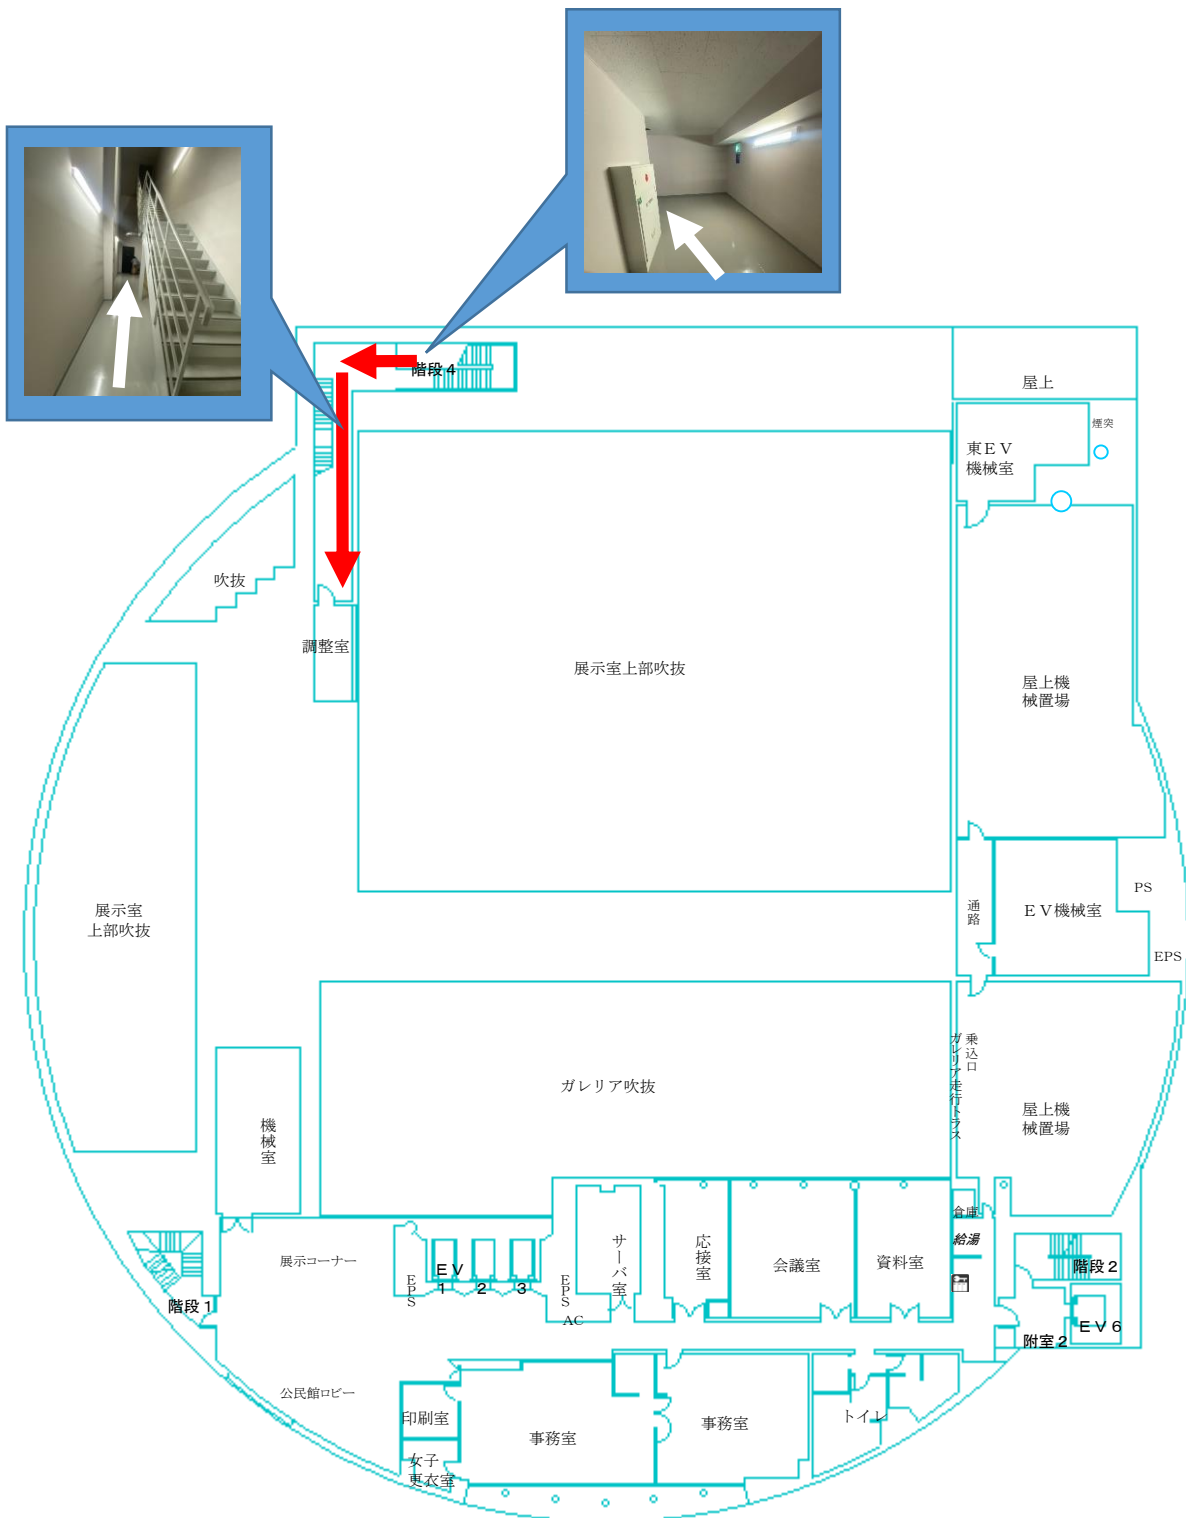 階段４
屋上
煙突
東ＥＶ
機械室
吹抜
調整室
展示室上部吹抜
屋上機
械置場
展示室
上部吹抜
通路
ＥＶ機械室
PS
EPS
乗込口
ガレリア走行トラス
ガレリア吹抜
屋上機
械置場
機械室
倉庫
給湯
展示コーナー
サーバ室
応接室
会議室
資料室
階段２
ＥＶ
１
２
３
EPS
EPS
AC
階段１
附室２
ＥＶ６
公民館ロビー
印刷室
事務室
事務室
トイレ
女子
更衣室